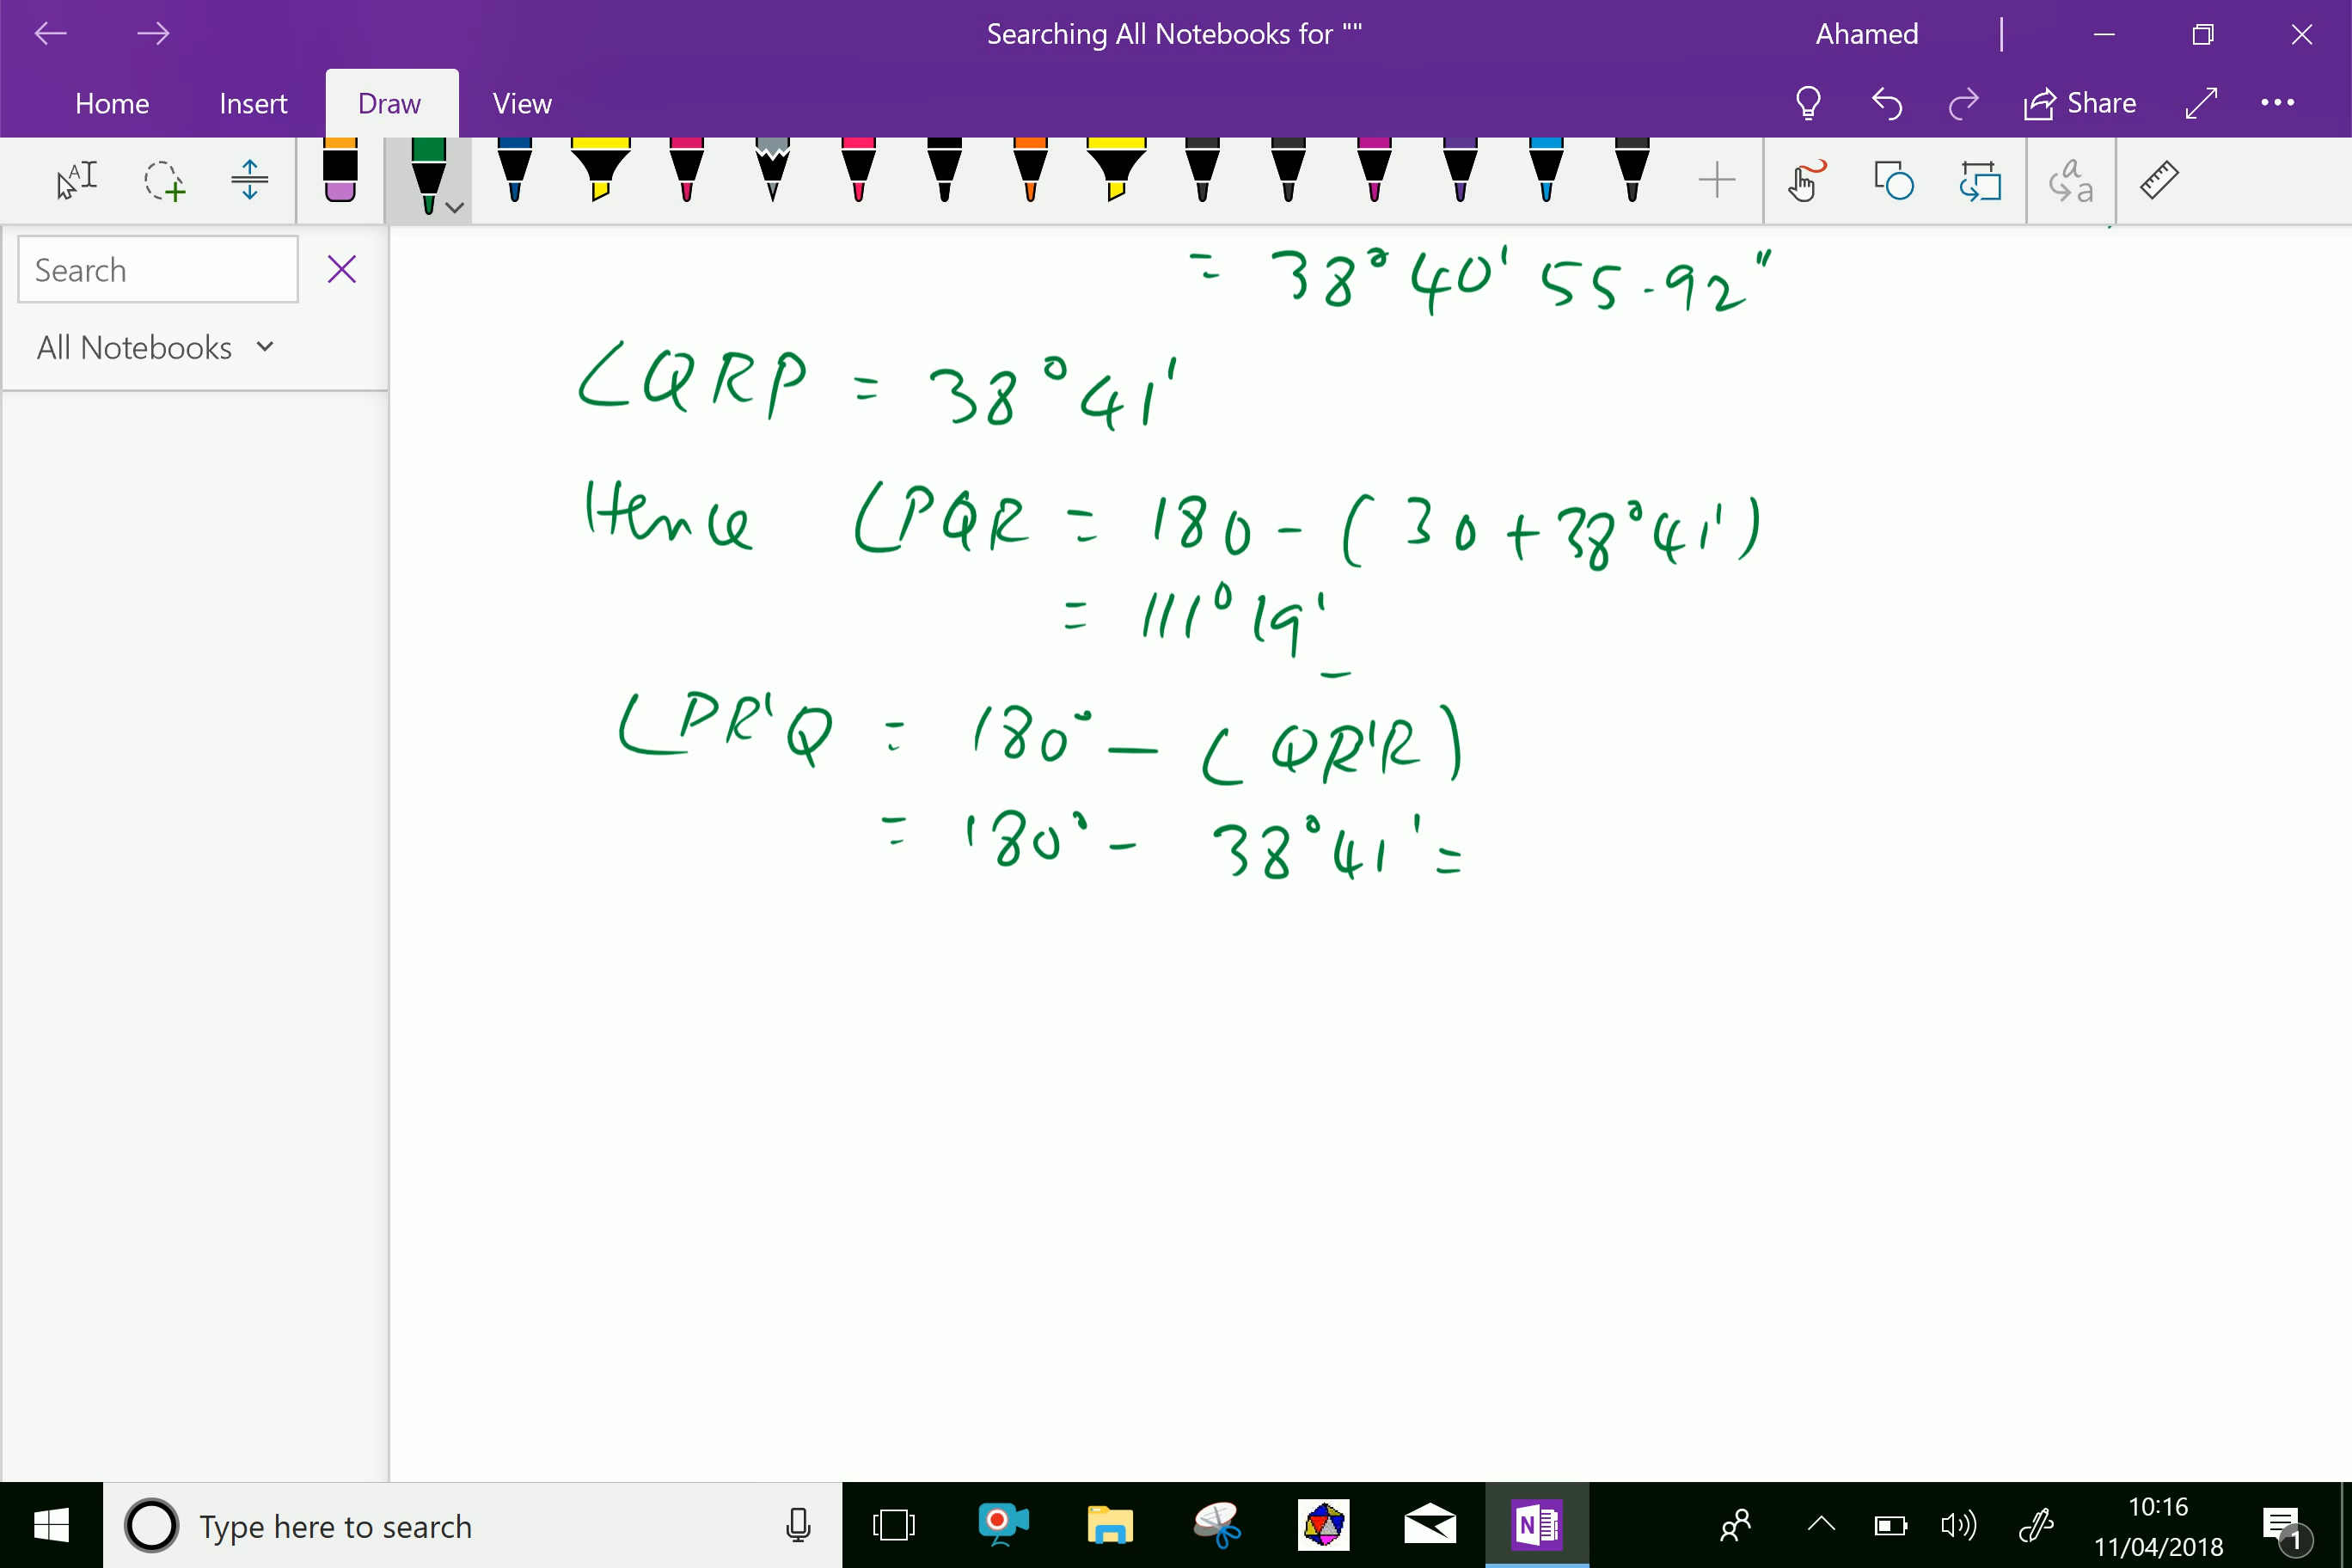 Searching All Notebooks for ""
Ahamed
Home Insert Draw View
Share
Search
All Notebooks
= 38° 40' 55.92"
∠QRP = 38° 41'
Hence ∠PQR = 180 - (30 + 38°41')
= 111° 19'
∠PR'Q = 180° - (QR'R)
= 180° - 38°41' =
Type here to search
10:16
11/04/2018
1